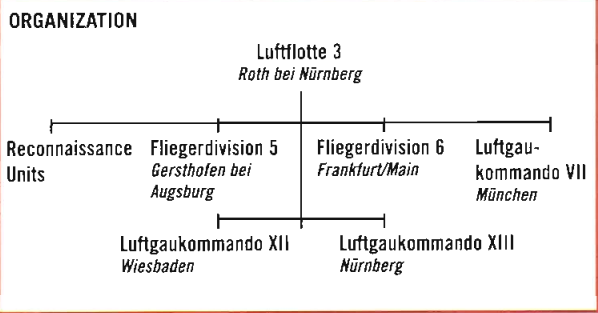 ORGANIZATION
Luftflotte 3
Roth bei Nürnberg
Reconnaissance
Units
Fliegerdivision 5
Gersthofen bei
Augsburg
Fliegerdivision 6
Frankfurt/Main
Luftgau-
kommando VII
München
Luftgaukommando XII
Wiesbaden
Luftgaukommando XIII
Nürnberg